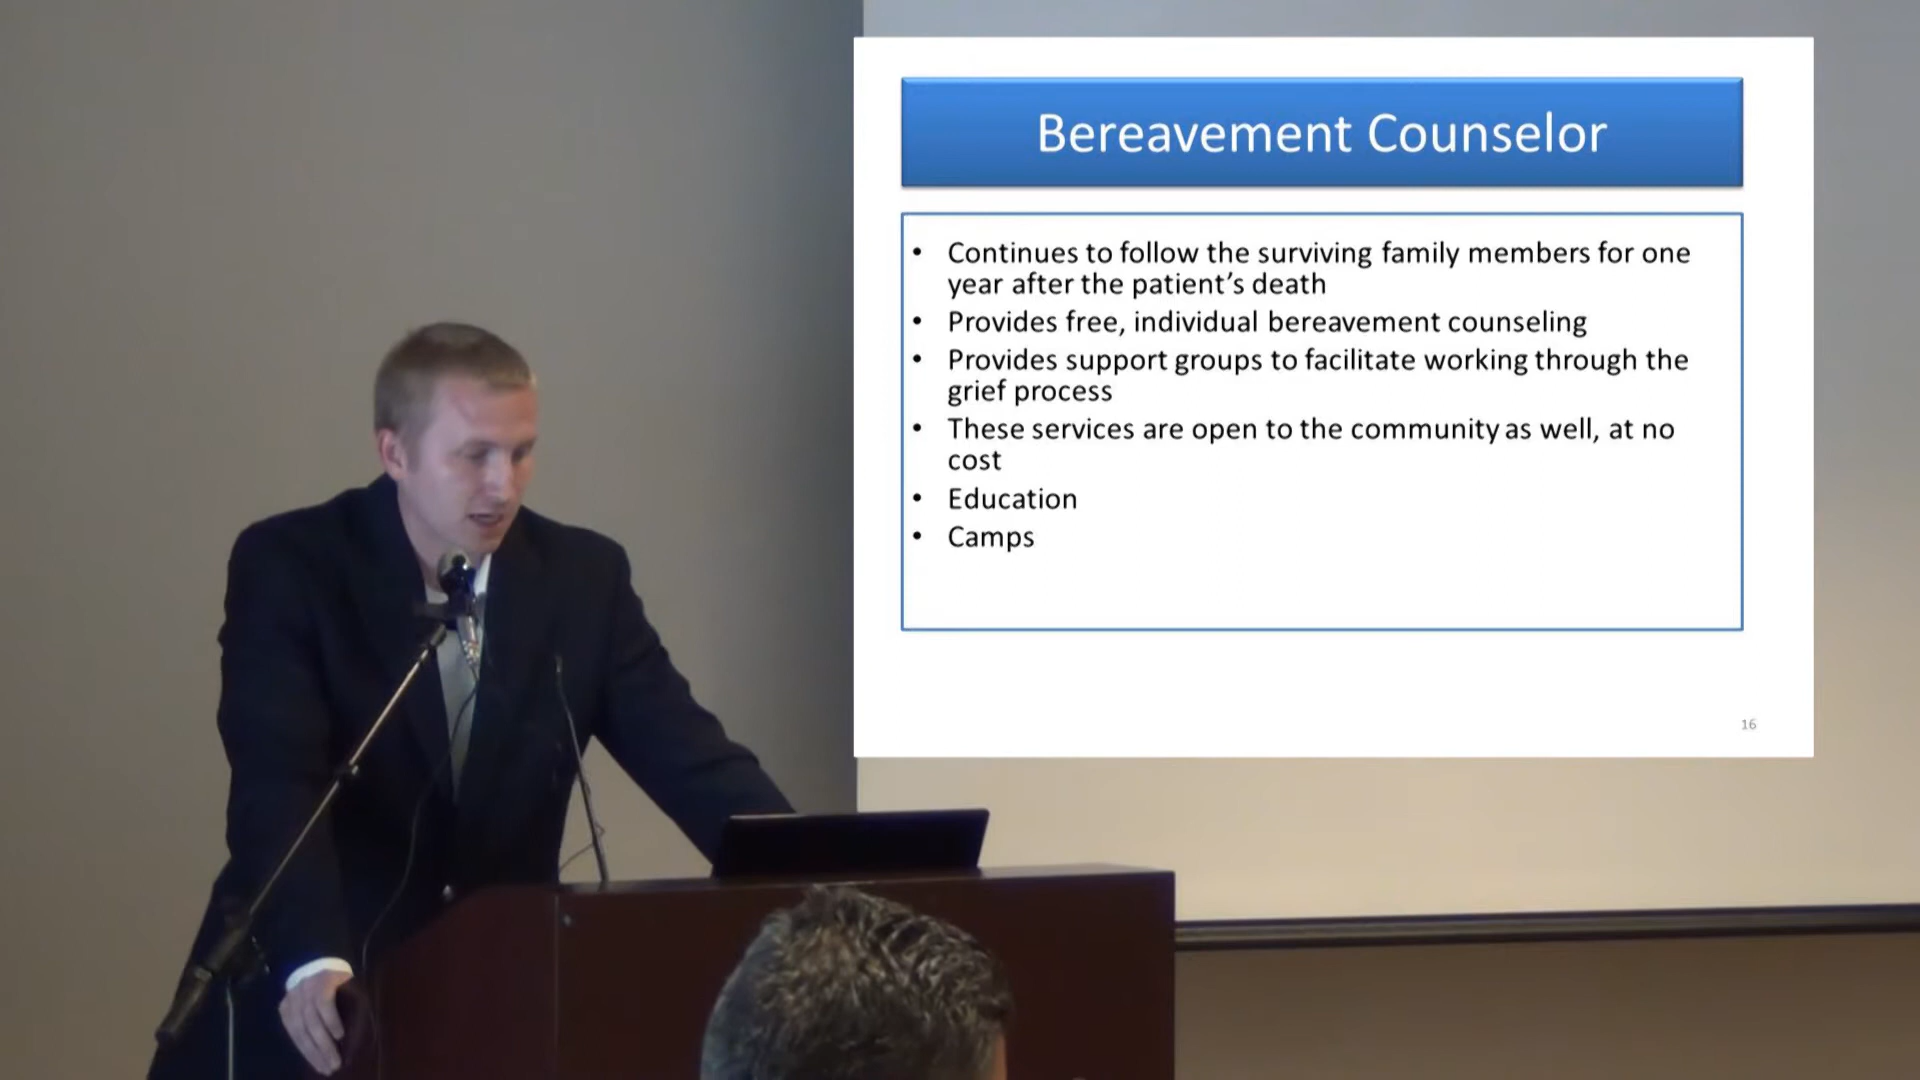 Bereavement Counselor
• Continues to follow the surviving family members for one
year after the patient's death
• Provides free, individual bereavement counseling
• Provides support groups to facilitate working through the
grief process
• These services are open to the community as well, at no
cost
• Education
• Camps
16